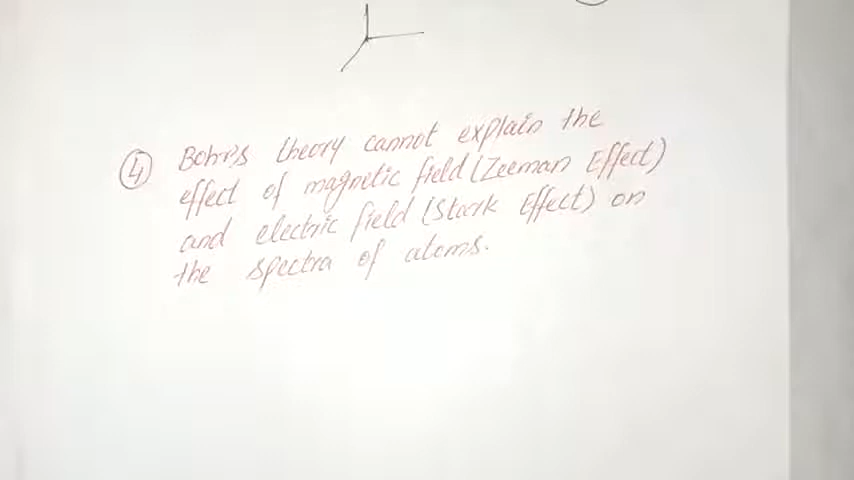 ④ Bohr's theory cannot explain the
effect of magnetic field (Zeeman Effect)
and electric field (Stark Effect) on
the spectra of atoms.